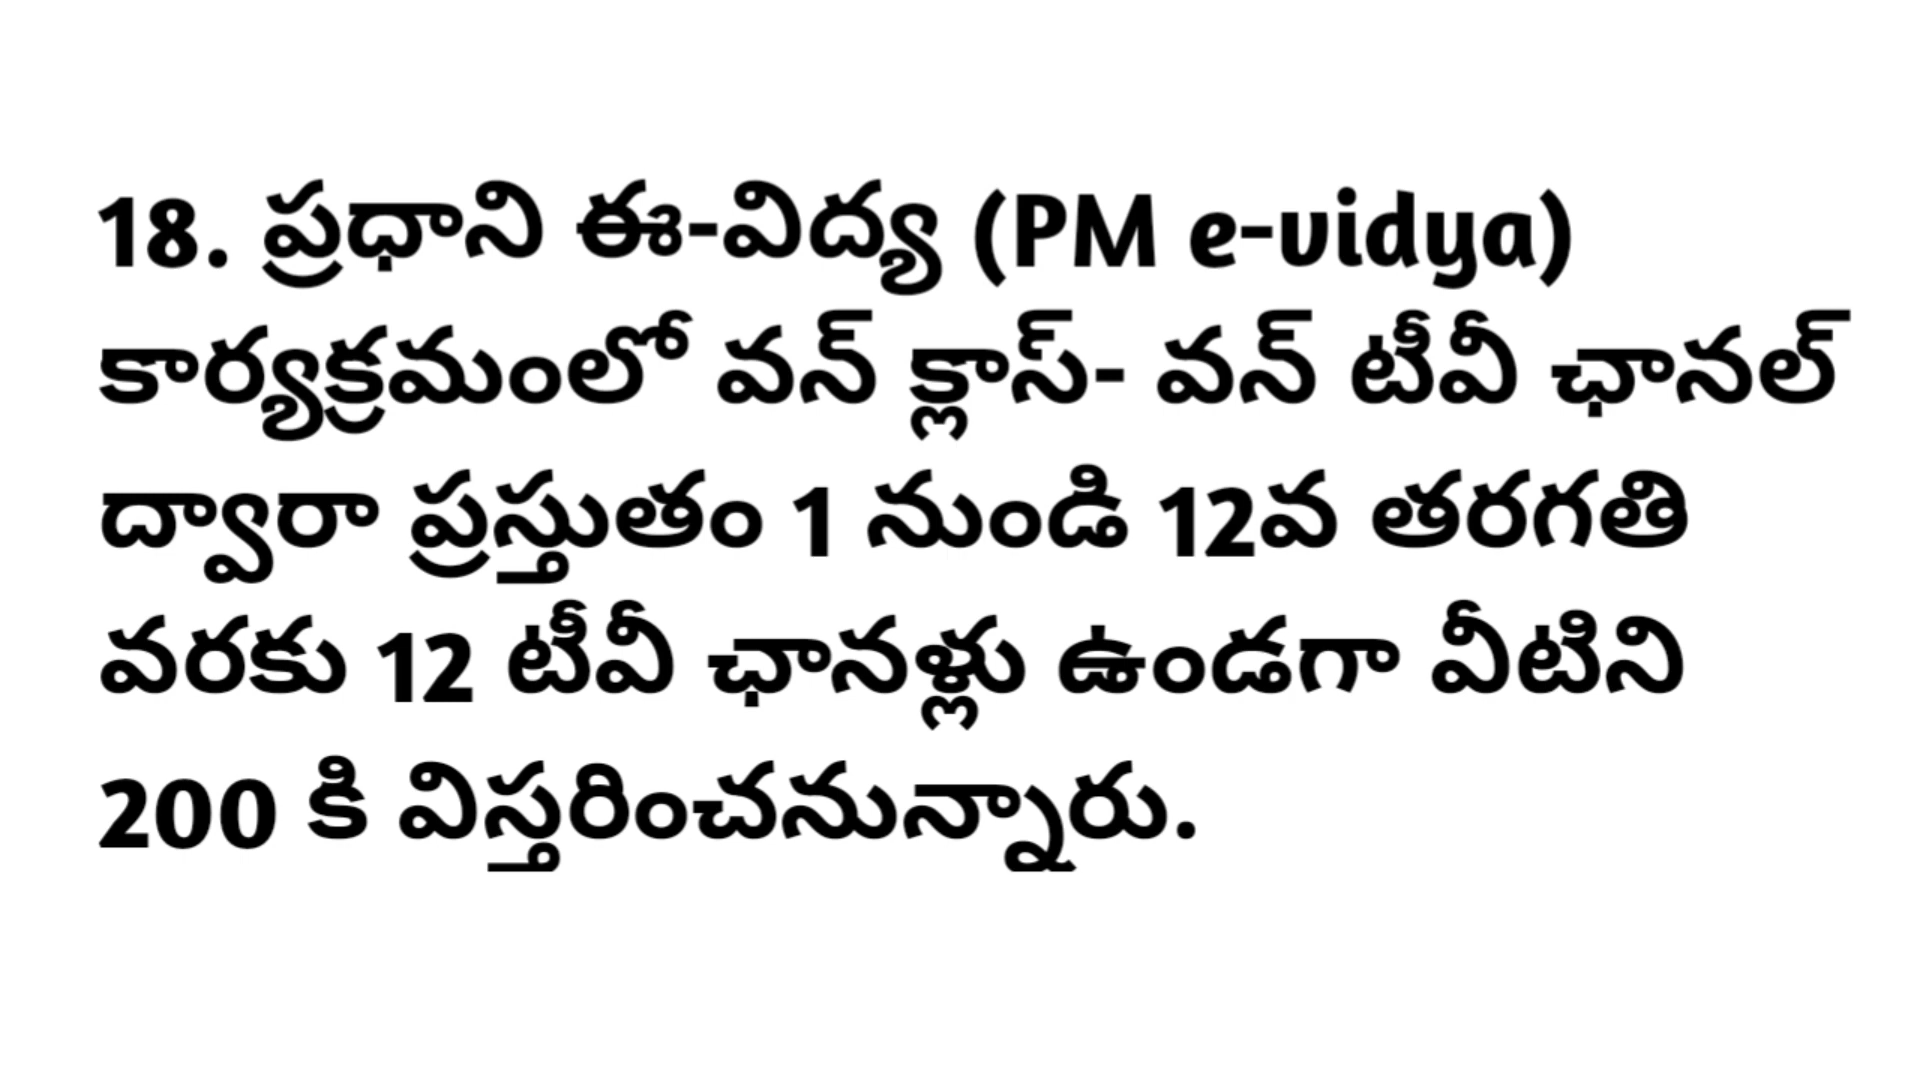 18. ప్రధాని ఈ-విద్య (PM e-vidya)
కార్యక్రమంలో వన్ క్లాస్- వన్ టీవీ ఛానల్
ద్వారా ప్రస్తుతం 1 నుండి 12వ తరగతి
వరకు 12 టీవీ ఛానళ్లు ఉండగా వీటిని
200 కి విస్తరించనున్నారు.